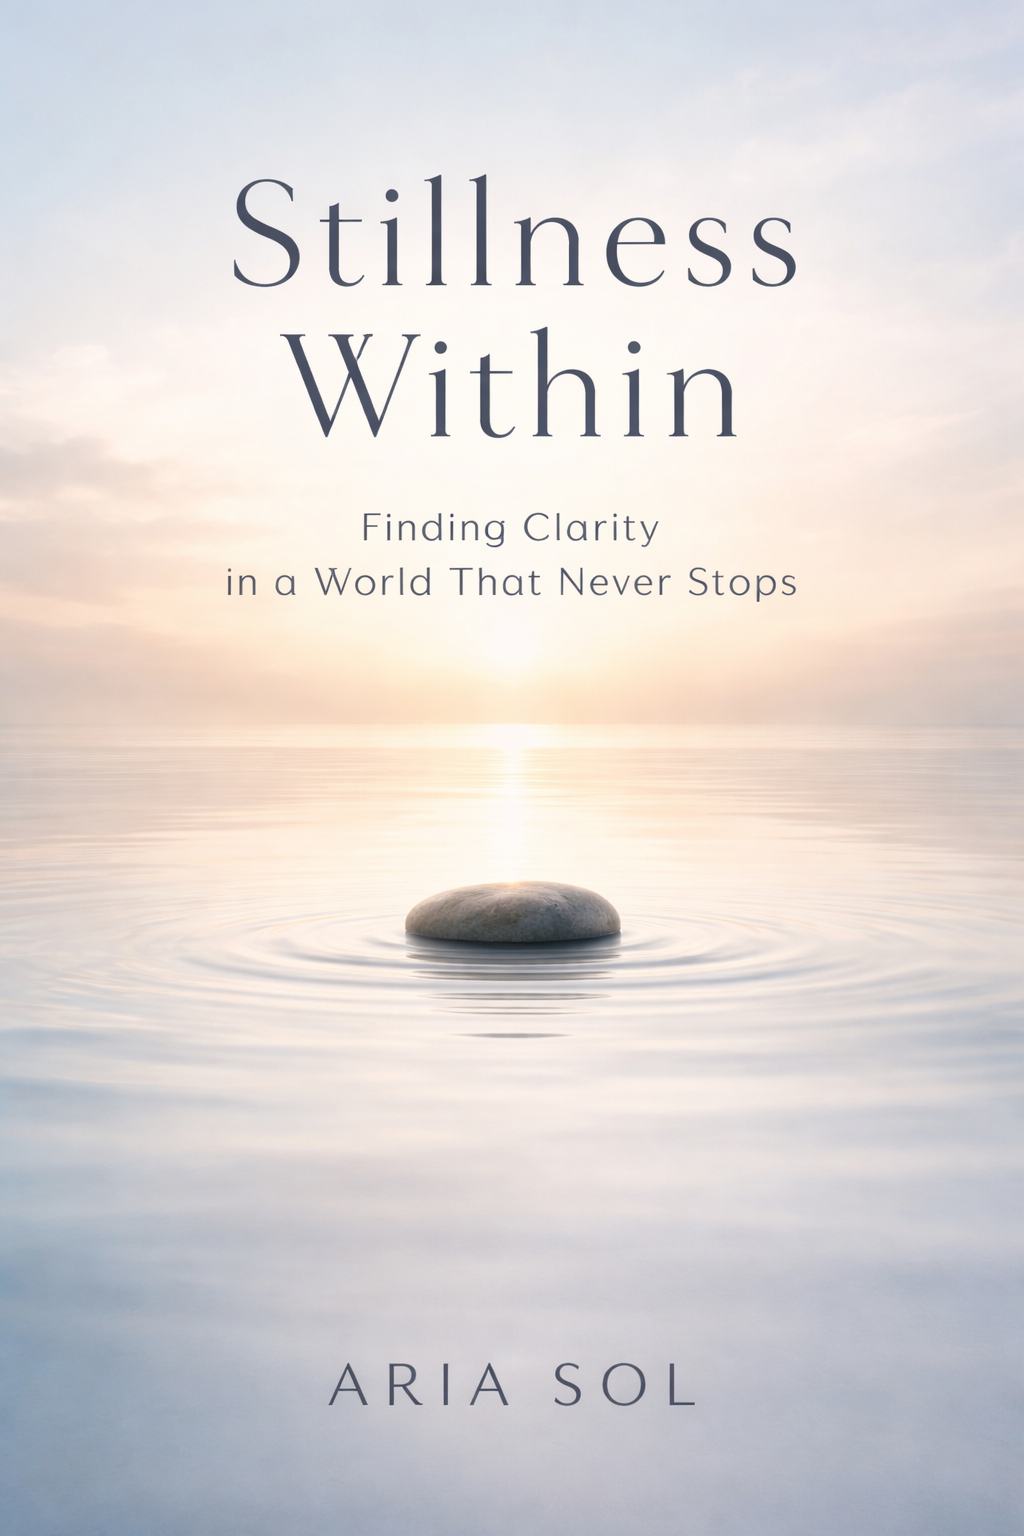 Stillness
Within
Finding Clarity
in a World That Never Stops
ARIA SOL